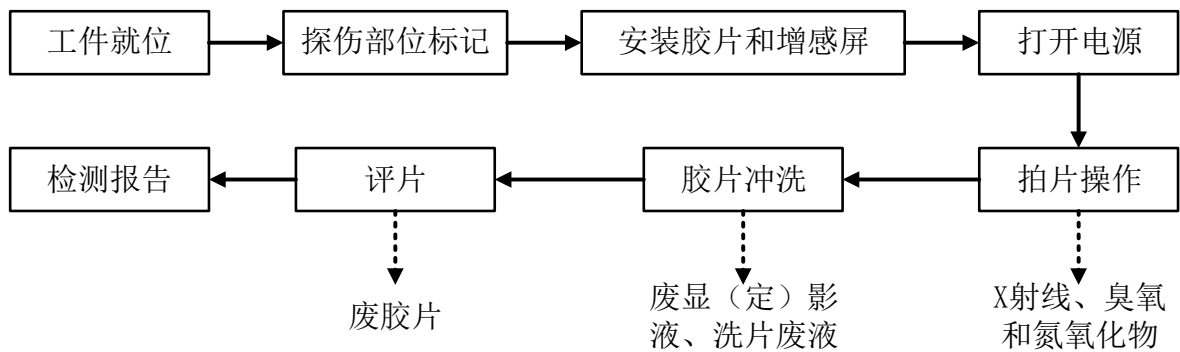 工件就位
探伤部位标记
安装胶片和增感屏
打开电源
检测报告
评片
胶片冲洗
拍片操作
废胶片
废显（定）影
液、洗片废液
X射线、臭氧
和氮氧化物